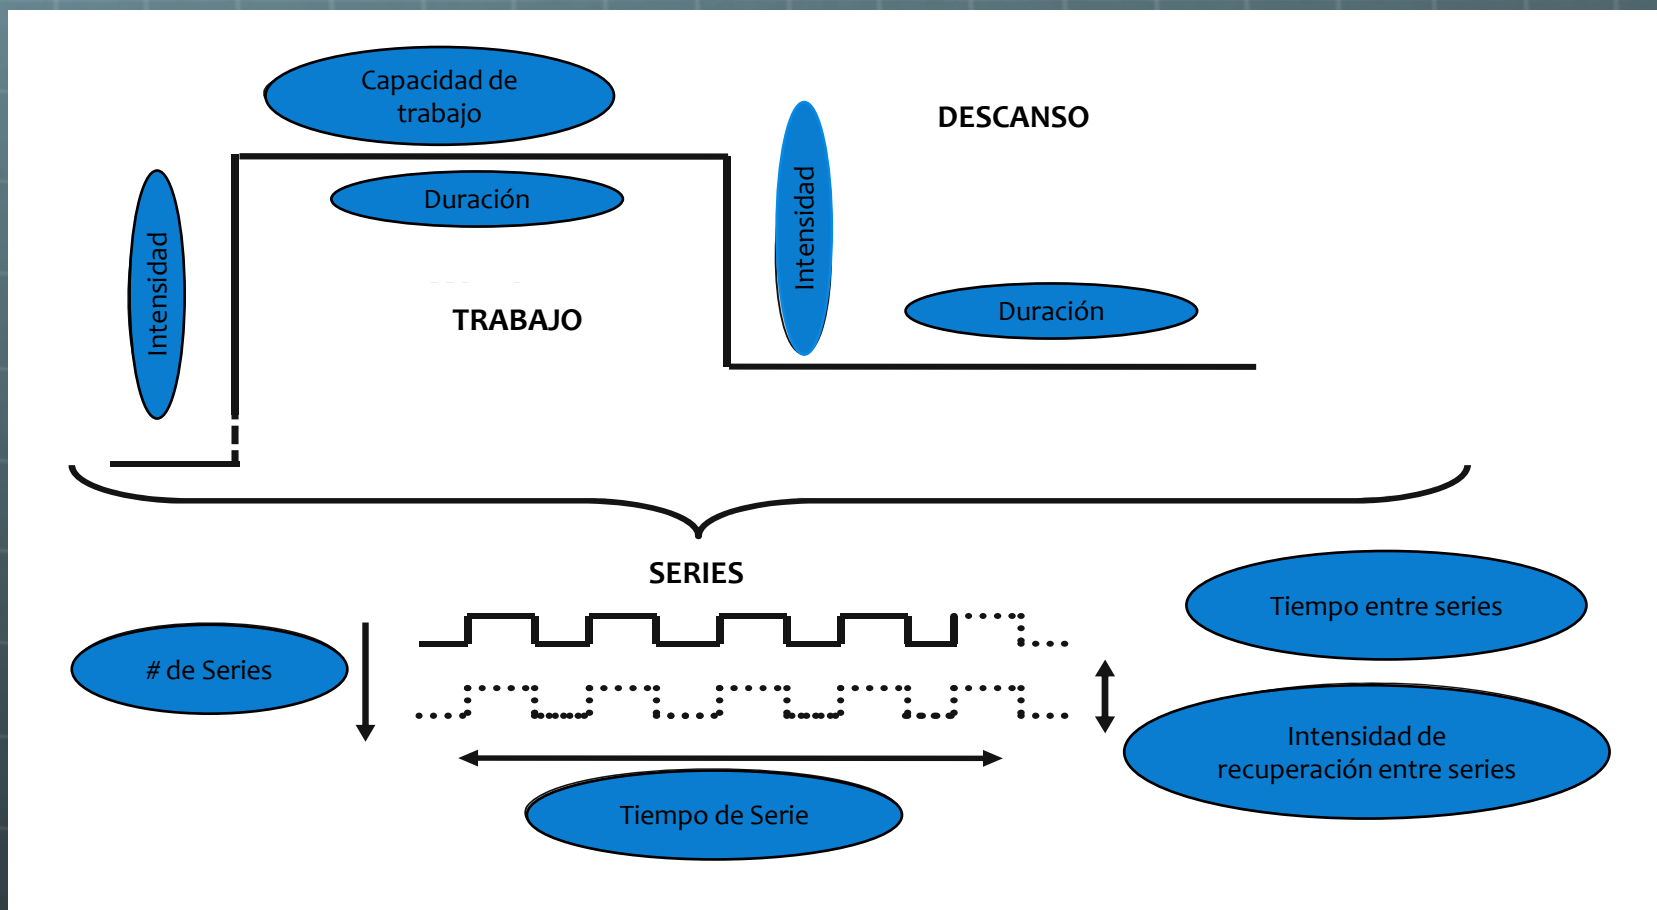 Capacidad de
trabajo
DESCANSO
Duración
Intensidad
Intensidad
TRABAJO
Duración
SERIES
# de Series
Tiempo entre series
Intensidad de
recuperación entre series
Tiempo de Serie